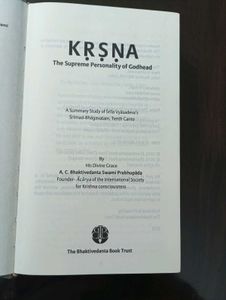 KṚṢṆA
The Supreme Personality of Godhead
A Summary Study of Śrīla Vyāsadeva's
Śrīmad-Bhāgavatam, Tenth Canto
By
His Divine Grace
A. C. Bhaktivedanta Swami Prabhupāda
Founder- Ācārya of the International Society
for Krishna consciousness
The Bhaktivedanta Book Trust